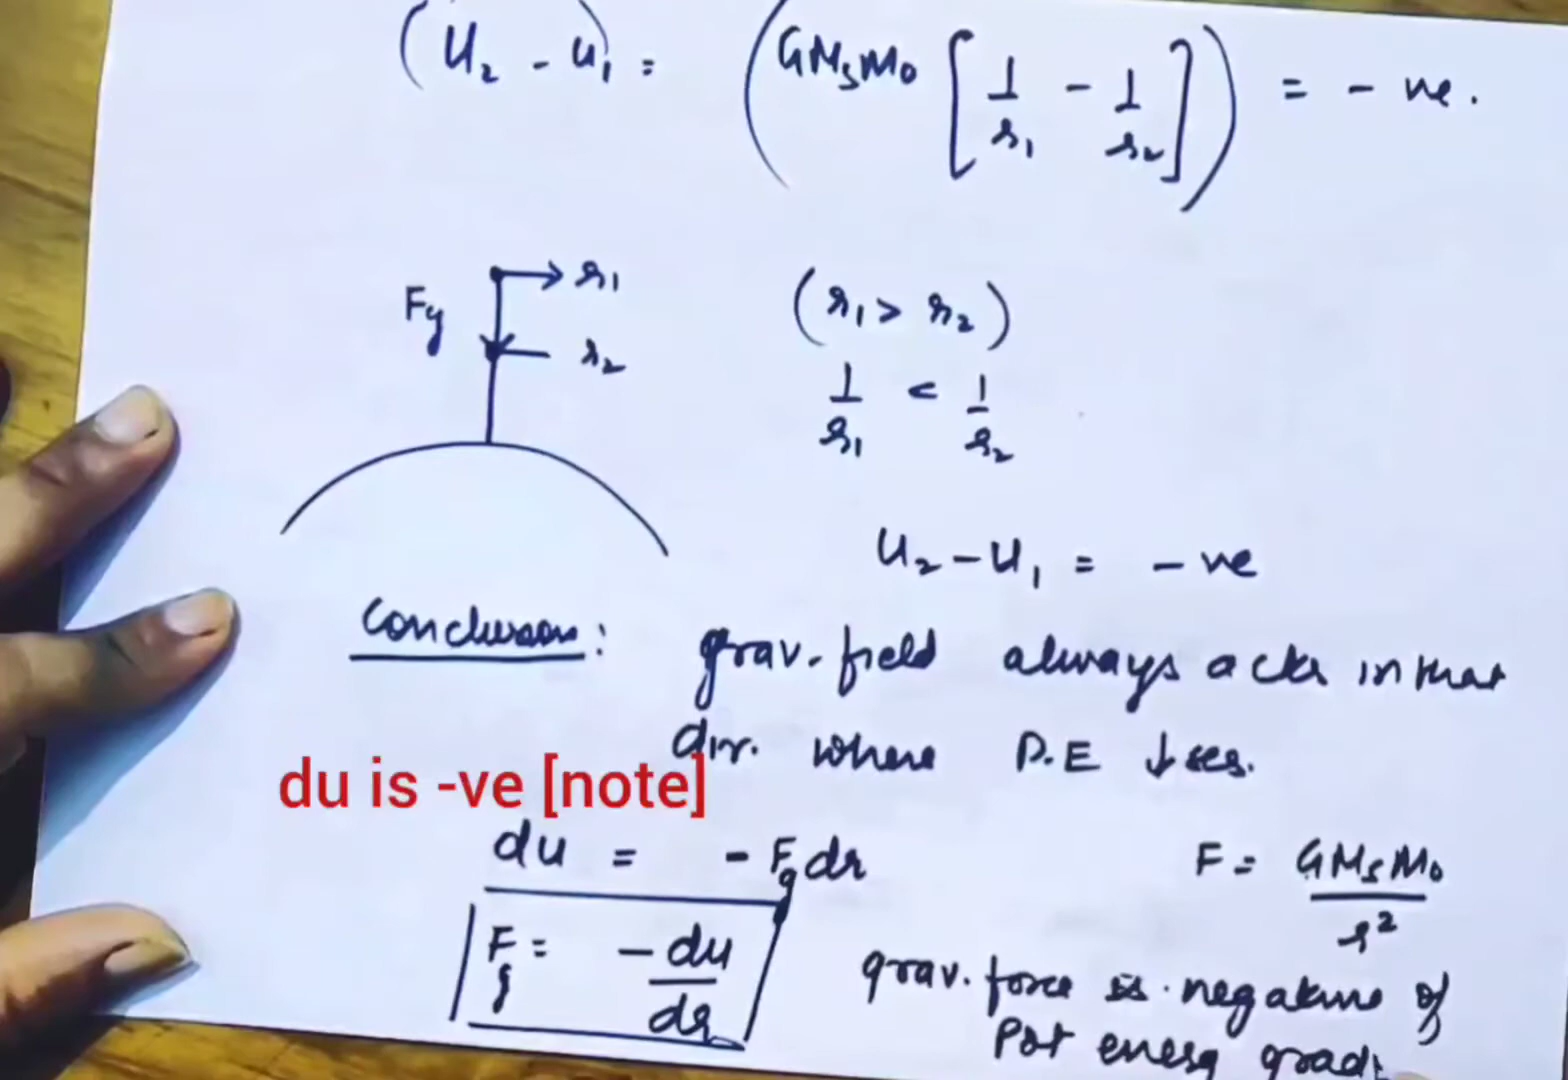 (U₂ - U₁) = (GMₛM₀ [1/r₁ - 1/r₂]) = - ve.
Fg
r₁
r₂
(r₁ > r₂)
1/r₁ < 1/r₂
U₂ - U₁ = - ve
Conclusion: grav. field always acts in that
dir. where P.E ↓ses.
du is -ve [note]
du = - Fg dr
F = GMₛM₀/r²
Fg = - du/dr
grav. force is negative of
Pot energy